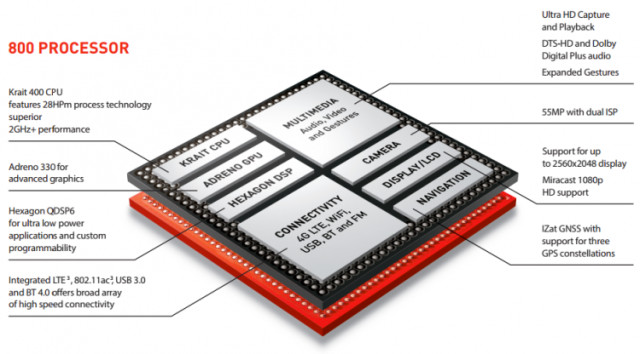 800 PROCESSOR
Krait 400 CPU
features 28HPm process technology
superior
2GHz+ performance
Adreno 330 for
advanced graphics
Hexagon QDSP6
for ultra low power
applications and custom
programmability
Integrated LTE², 802.11ac², USB 3.0
and BT 4.0 offers broad array
of high speed connectivity
KRAIT CPU
ADRENO GPU
HEXAGON DSP
MULTIMEDIA
Audio, Video
and Gestures
CAMERA
DISPLAY/LCD
NAVIGATION
CONNECTIVITY
4G LTE, WiFi,
USB, BT and FM
Ultra HD Capture
and Playback
DTS-HD and Dolby
Digital Plus audio
Expanded Gestures
55MP with dual ISP
Support for up
to 2560x2048 display
Miracast 1080p
HD support
IZat GNSS with
support for three
GPS constellations